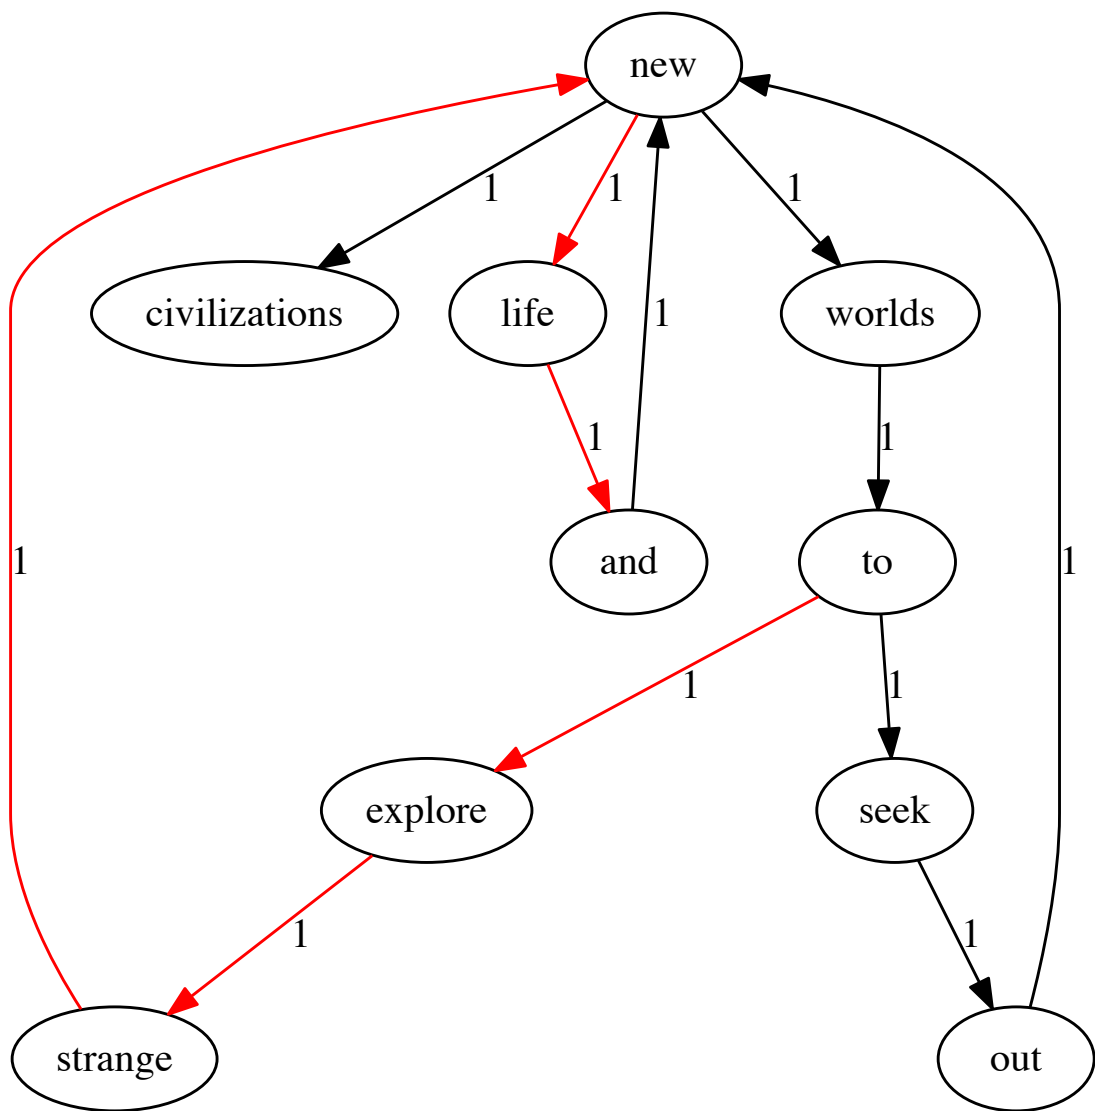 new
1 1 1
civilizations life worlds
1
1 1
1 and to 1
1 1
explore seek
1 1
strange out